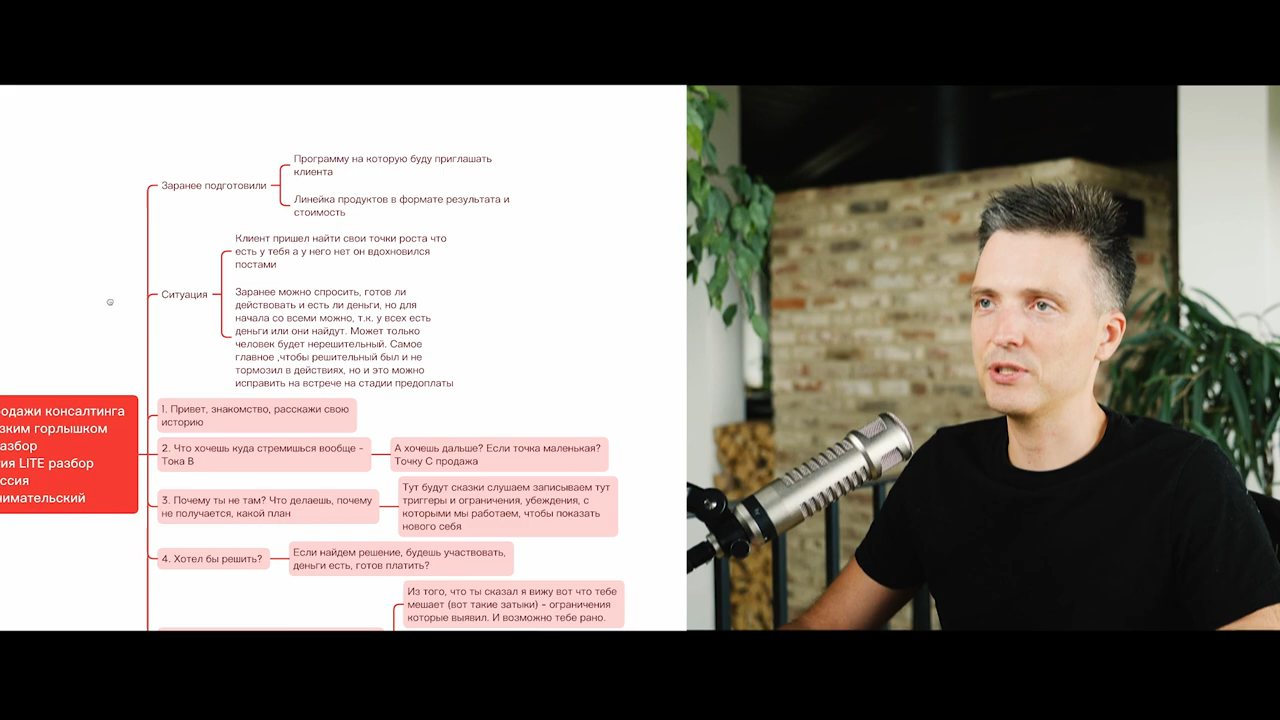 Программу на которую буду приглашать
клиента
Заранее подготовили
Линейка продуктов в формате результата и
стоимость
Клиент пришел найти свои точки роста что
есть у тебя а у него нет он вдохновился
постами
Ситуация
Заранее можно спросить, готов ли
действовать и есть ли деньги, но для
начала со всеми можно, т.к. у всех есть
деньги или они найдут. Может только
человек будет нерешительный. Самое
главное ,чтобы решительный был и не
тормозил в действиях, но и это можно
исправить на встрече на стадии предоплаты
одажи консалтинга
зким горлышком
азбор
ия LITE разбор
ссия
нимательский
1. Привет, знакомство, расскажи свою
историю
2. Что хочешь куда стремишься вообще -
Тока В
А хочешь дальше? Если точка маленькая?
Точку С продажа
3. Почему ты не там? Что делаешь, почему
не получается, какой план
Тут будут сказки слушаем записываем тут
триггеры и ограничения, убеждения, с
которыми мы работаем, чтобы показать
нового себя
4. Хотел бы решить?
Если найдем решение, будешь участвовать,
деньги есть, готов платить?
Из того, что ты сказал я вижу вот что тебе
мешает (вот такие затыки) - ограничения
которые выявил. И возможно тебе рано.